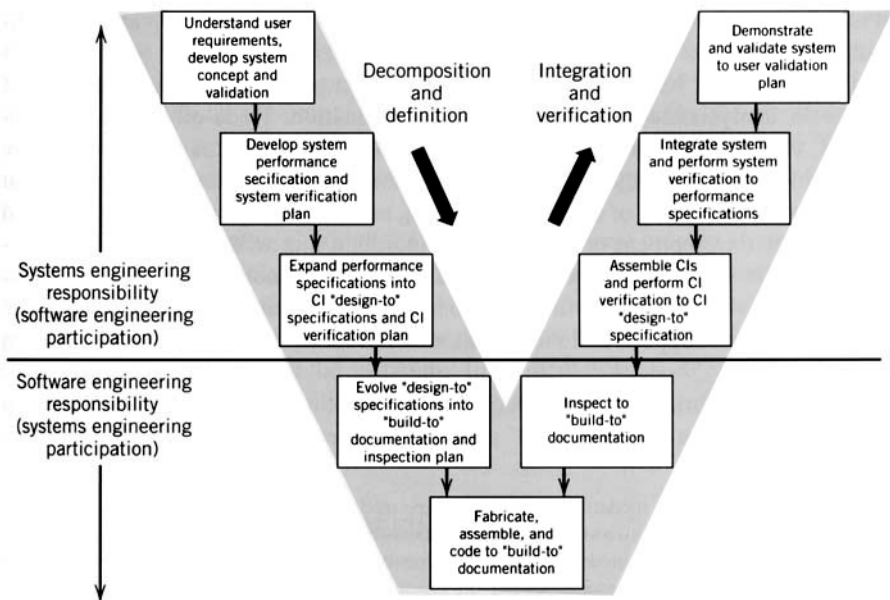 Understand user
requirements,
develop system
concept and
validation
Decomposition
and
definition
Integration
and
verification
Demonstrate
and validate system
to user validation
plan
Develop system
performance
secification and
system verification
plan
Integrate system
and perform system
verification to
performance
specifications
Systems engineering
responsibility
(software engineering
participation)
Expand performance
specifications into
CI "design-to"
specifications and CI
verification plan
Assemble CIs
and perform CI
verification to CI
"design-to"
specification
Software engineering
responsibility
(systems engineering
participation)
Evolve "design-to"
specifications into
"build-to"
documentation and
inspection plan
Inspect to
"build-to"
documentation
Fabricate,
assemble, and
code to "build-to"
documentation